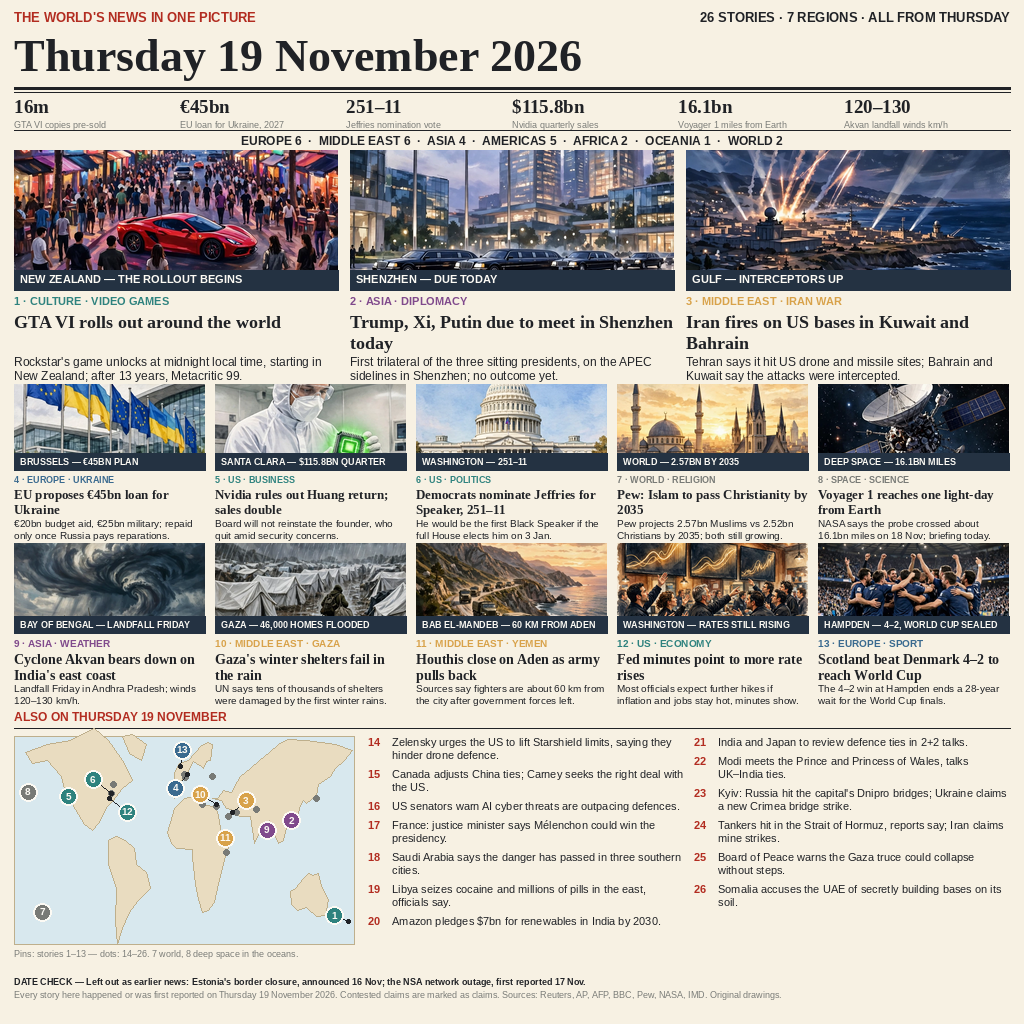 THE WORLD'S NEWS IN ONE PICTURE
26 STORIES · 7 REGIONS · ALL FROM THURSDAY
Thursday 19 November 2026
16m
GTA VI copies pre-sold
€45bn
EU loan for Ukraine, 2027
251–11
Jeffries nomination vote
$115.8bn
Nvidia quarterly sales
16.1bn
Voyager 1 miles from Earth
120–130
Akvan landfall winds km/h
EUROPE 6 · MIDDLE EAST 6 · ASIA 4 · AMERICAS 5 · AFRICA 2 · OCEANIA 1 · WORLD 2
NEW ZEALAND — THE ROLLOUT BEGINS
1 · CULTURE · VIDEO GAMES
GTA VI rolls out around the world
Rockstar's game unlocks at midnight local time, starting in
New Zealand; after 13 years, Metacritic 99.
SHENZHEN — DUE TODAY
2 · ASIA · DIPLOMACY
Trump, Xi, Putin due to meet in Shenzhen
today
First trilateral of the three sitting presidents, on the APEC
sidelines in Shenzhen; no outcome yet.
GULF — INTERCEPTORS UP
3 · MIDDLE EAST · IRAN WAR
Iran fires on US bases in Kuwait and
Bahrain
Tehran says it hit US drone and missile sites; Bahrain and
Kuwait say the attacks were intercepted.
BRUSSELS — €45BN PLAN
4 · EUROPE · UKRAINE
EU proposes €45bn loan for
Ukraine
€20bn budget aid, €25bn military; repaid
only once Russia pays reparations.
SANTA CLARA — $115.8BN QUARTER
5 · US · BUSINESS
Nvidia rules out Huang return;
sales double
Board will not reinstate the founder, who
quit amid security concerns.
WASHINGTON — 251–11
6 · US · POLITICS
Democrats nominate Jeffries for
Speaker, 251–11
He would be the first Black Speaker if the
full House elects him on 3 Jan.
WORLD — 2.57BN BY 2035
7 · WORLD · RELIGION
Pew: Islam to pass Christianity by
2035
Pew projects 2.57bn Muslims vs 2.52bn
Christians by 2035; both still growing.
DEEP SPACE — 16.1BN MILES
8 · SPACE · SCIENCE
Voyager 1 reaches one light-day
from Earth
NASA says the probe crossed about
16.1bn miles on 18 Nov; briefing today.
BAY OF BENGAL — LANDFALL FRIDAY
9 · ASIA · WEATHER
Cyclone Akvan bears down on
India's east coast
Landfall Friday in Andhra Pradesh; winds
120–130 km/h.
GAZA — 46,000 HOMES FLOODED
10 · MIDDLE EAST · GAZA
Gaza's winter shelters fail in
the rain
UN says tens of thousands of shelters
were damaged by the first winter rains.
BAB EL-MANDEB — 60 KM FROM ADEN
11 · MIDDLE EAST · YEMEN
Houthis close on Aden as army
pulls back
Sources say fighters are about 60 km from
the city after government forces left.
WASHINGTON — RATES STILL RISING
12 · US · ECONOMY
Fed minutes point to more rate
rises
Most officials expect further hikes if
inflation and jobs stay hot, minutes show.
HAMPDEN — 4–2, WORLD CUP SEALED
13 · EUROPE · SPORT
Scotland beat Denmark 4–2 to
reach World Cup
The 4–2 win at Hampden ends a 28-year
wait for the World Cup finals.
ALSO ON THURSDAY 19 NOVEMBER
13
6
8
5
4
10
3
12
2
9
11
7
1
Pins: stories 1–13 — dots: 14–26. 7 world, 8 deep space in the oceans.
14 Zelensky urges the US to lift Starshield limits, saying they
hinder drone defence.
15 Canada adjusts China ties; Carney seeks the right deal with
the US.
16 US senators warn AI cyber threats are outpacing defences.
17 France: justice minister says Mélenchon could win the
presidency.
18 Saudi Arabia says the danger has passed in three southern
cities.
19 Libya seizes cocaine and millions of pills in the east,
officials say.
20 Amazon pledges $7bn for renewables in India by 2030.
21 India and Japan to review defence ties in 2+2 talks.
22 Modi meets the Prince and Princess of Wales, talks
UK–India ties.
23 Kyiv: Russia hit the capital's Dnipro bridges; Ukraine claims
a new Crimea bridge strike.
24 Tankers hit in the Strait of Hormuz, reports say; Iran claims
mine strikes.
25 Board of Peace warns the Gaza truce could collapse
without steps.
26 Somalia accuses the UAE of secretly building bases on its
soil.
DATE CHECK — Left out as earlier news: Estonia's border closure, announced 16 Nov; the NSA network outage, first reported 17 Nov.
Every story here happened or was first reported on Thursday 19 November 2026. Contested claims are marked as claims. Sources: Reuters, AP, AFP, BBC, Pew, NASA, IMD. Original drawings.